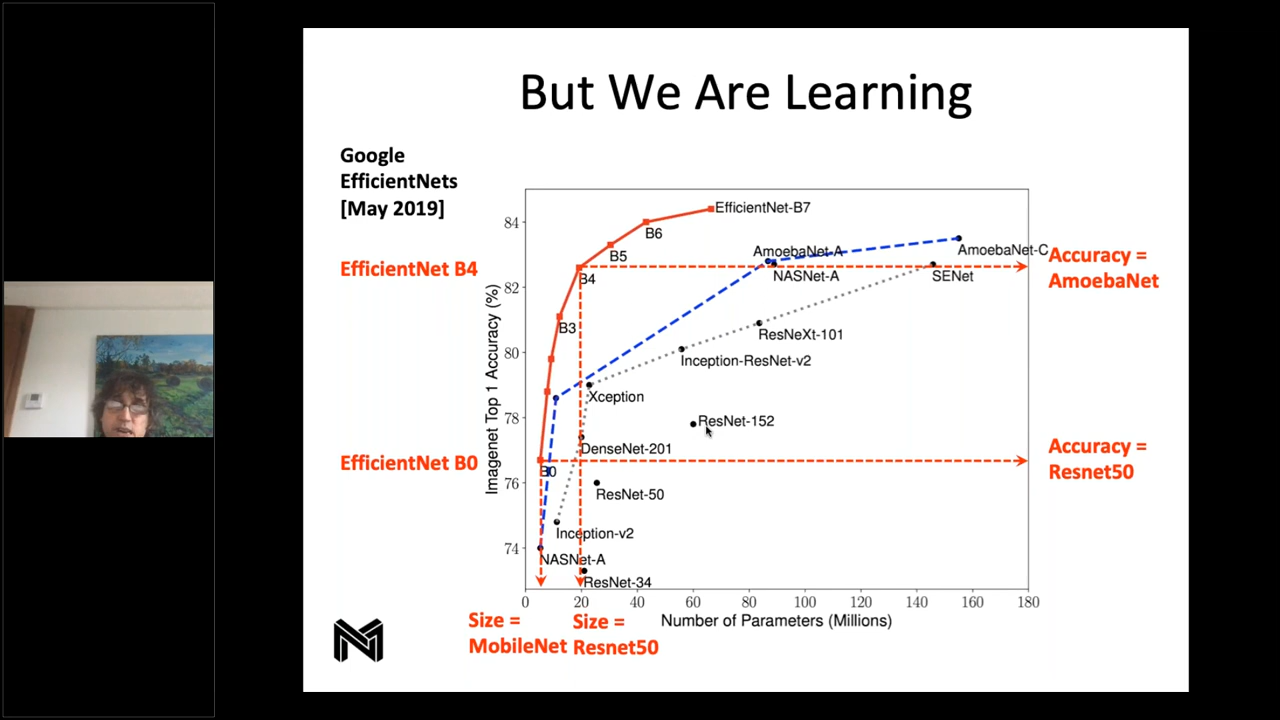 But We Are Learning
Google
EfficientNets
[May 2019]
EfficientNet B4
EfficientNet B0
Imagenet Top 1 Accuracy (%)
84
82
80
78
76
74
EfficientNet-B7
B6
B5
B4
B3
B0
AmoebaNet-A
AmoebaNet-C
NASNet-A
SENet
ResNeXt-101
Inception-ResNet-v2
Xception
ResNet-152
DenseNet-201
ResNet-50
Inception-v2
NASNet-A
ResNet-34
Accuracy =
AmoebaNet
Accuracy =
Resnet50
0 20 40 60 80 100 120 140 160 180
Number of Parameters (Millions)
Size =
MobileNet
Size =
Resnet50